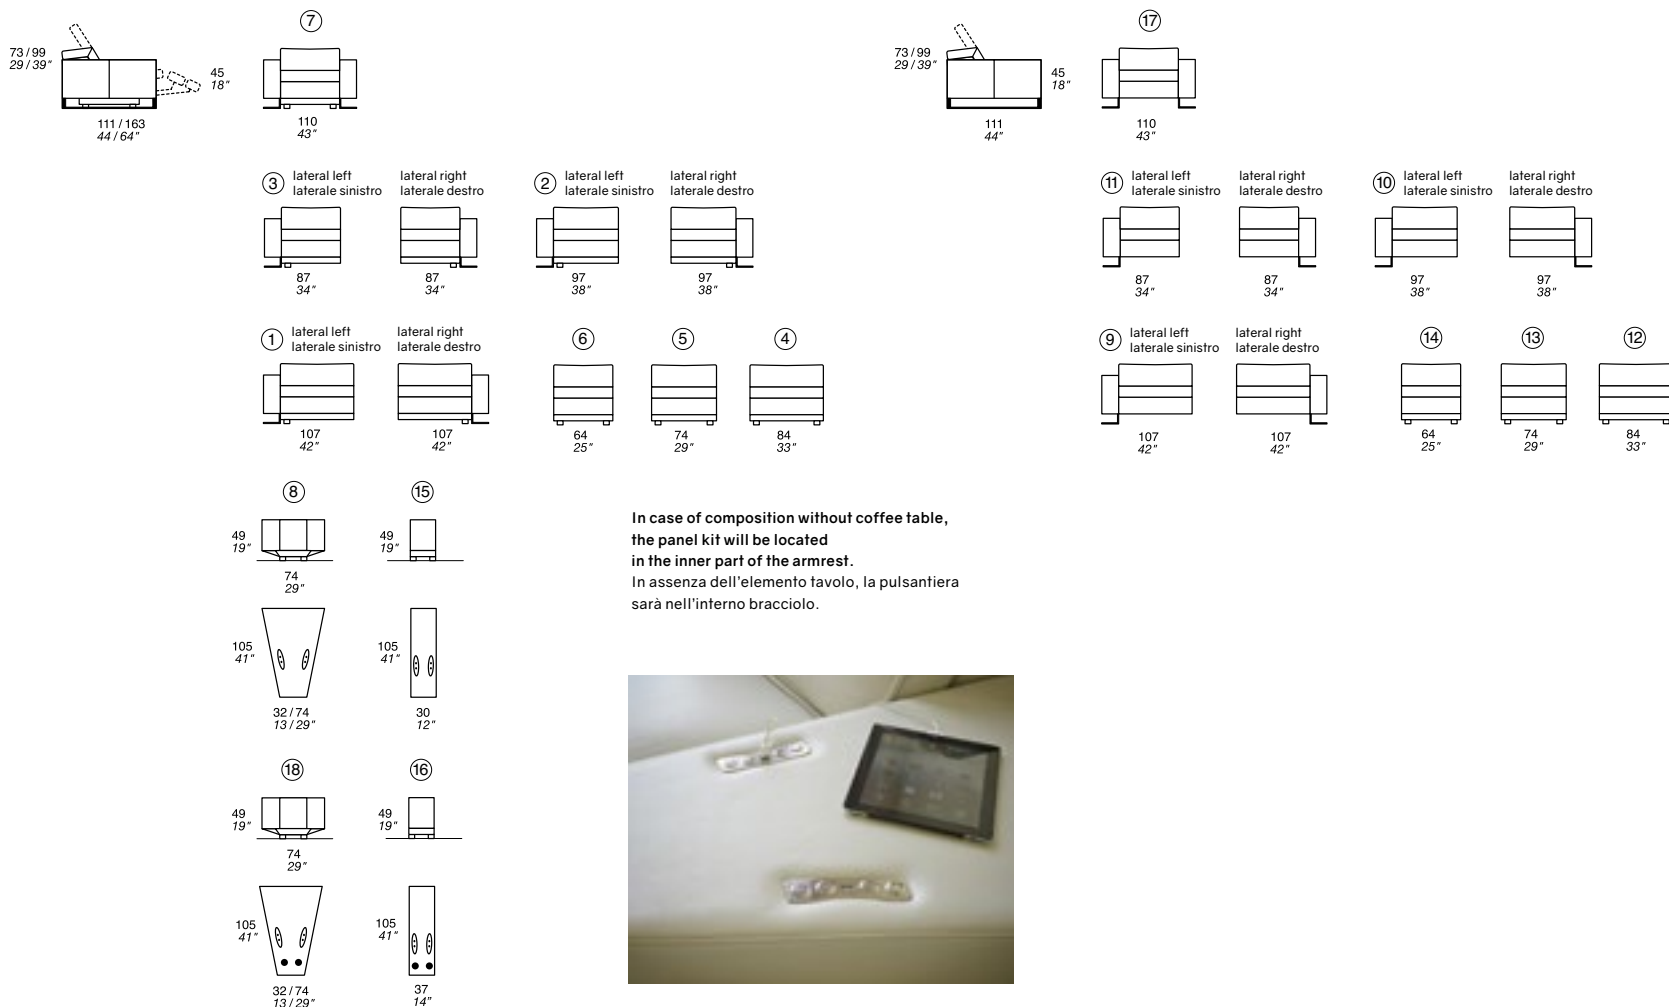 7
73 / 99
29 / 39"
45
18"
111 / 163
44 / 64"
110
43"
17
73 / 99
29 / 39"
45
18"
111
44"
110
43"
3
lateral left
laterale sinistro
lateral right
laterale destro
87
34"
87
34"
2
lateral left
laterale sinistro
lateral right
laterale destro
97
38"
97
38"
11
lateral left
laterale sinistro
lateral right
laterale destro
87
34"
87
34"
10
lateral left
laterale sinistro
lateral right
laterale destro
97
38"
97
38"
1
lateral left
laterale sinistro
lateral right
laterale destro
107
42"
107
42"
6
64
25"
5
74
29"
4
84
33"
9
lateral left
laterale sinistro
lateral right
laterale destro
107
42"
107
42"
14
64
25"
13
74
29"
12
84
33"
8
49
19"
74
29"
105
41"
32 / 74
13 / 29"
15
49
19"
105
41"
30
12"
In case of composition without coffee table,
the panel kit will be located
in the inner part of the armrest.
In assenza dell'elemento tavolo, la pulsantiera
sarà nell'interno bracciolo.
18
49
19"
74
29"
105
41"
32 / 74
13 / 29"
16
49
19"
105
41"
37
14"